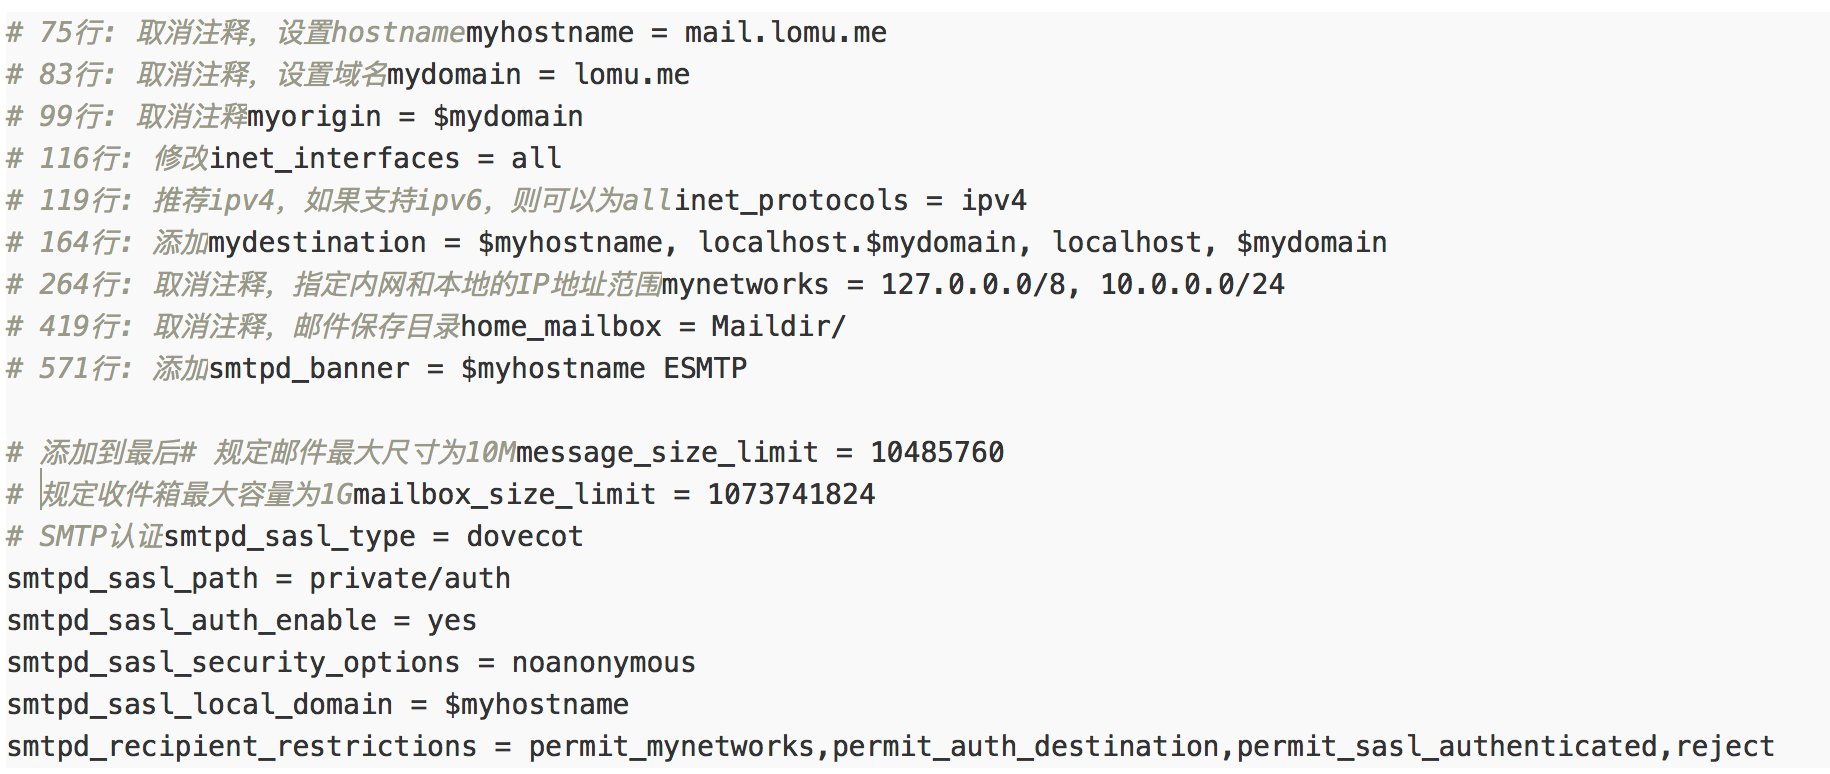 # 75行: 取消注释，设置hostnamemyhostname = mail.lomu.me
# 83行: 取消注释，设置域名mydomain = lomu.me
# 99行: 取消注释myorigin = $mydomain
# 116行: 修改inet_interfaces = all
# 119行: 推荐ipv4，如果支持ipv6，则可以为allinet_protocols = ipv4
# 164行: 添加mydestination = $myhostname, localhost.$mydomain, localhost, $mydomain
# 264行: 取消注释，指定内网和本地的IP地址范围mynetworks = 127.0.0.0/8, 10.0.0.0/24
# 419行: 取消注释，邮件保存目录home_mailbox = Maildir/
# 571行: 添加smtpd_banner = $myhostname ESMTP
# 添加到最后# 规定邮件最大尺寸为10Mmessage_size_limit = 10485760
# 规定收件箱最大容量为1Gmailbox_size_limit = 1073741824
# SMTP认证smtpd_sasl_type = dovecot
smtpd_sasl_path = private/auth
smtpd_sasl_auth_enable = yes
smtpd_sasl_security_options = noanonymous
smtpd_sasl_local_domain = $myhostname
smtpd_recipient_restrictions = permit_mynetworks,permit_auth_destination,permit_sasl_authenticated,reject